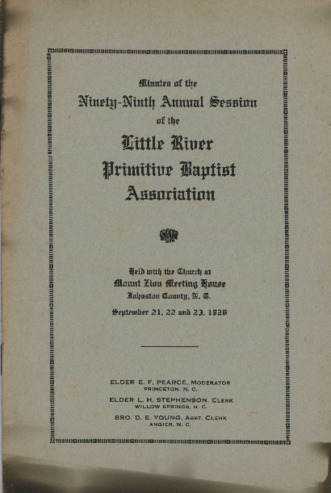 Minutes of the
Ninety-Ninth Annual Session
of the
Little River
Primitive Baptist
Association
Held with the Church at
Mount Zion Meeting House
Johnston County, N. C.
September 21, 22 and 23, 1928
ELDER E. F. PEARCE, MODERATOR
PRINCETON, N. C.
ELDER L. H. STEPHENSON, CLERK
WILLOW SPRINGS, N. C.
BRO. D. E. YOUNG, ASST. CLERK
ANGIER, N. C.